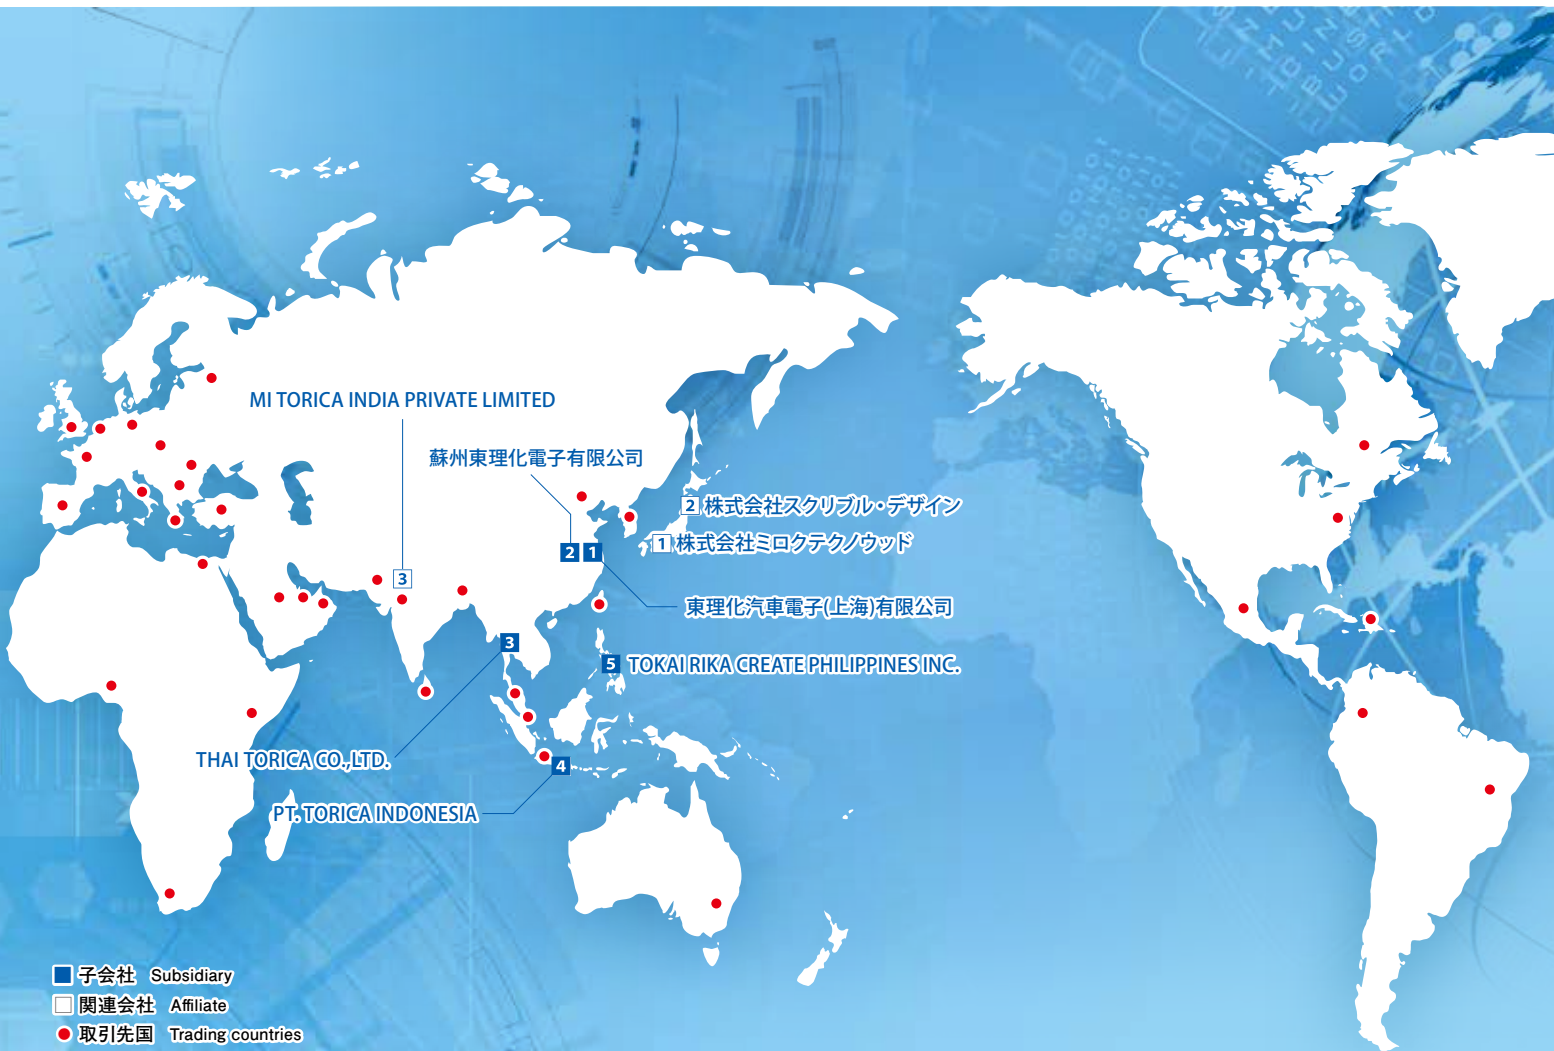 MI TORICA INDIA PRIVATE LIMITED
蘇州東理化電子有限公司
2 株式会社スクリブル・デザイン
1 株式会社ミロクテクノウッド
2 1
3
東理化汽車電子(上海)有限公司
3
5 TOKAI RIKA CREATE PHILIPPINES INC.
THAI TORICA CO.,LTD.
4
PT. TORICA INDONESIA
子会社 Subsidiary
関連会社 Affiliate
取引先国 Trading countries